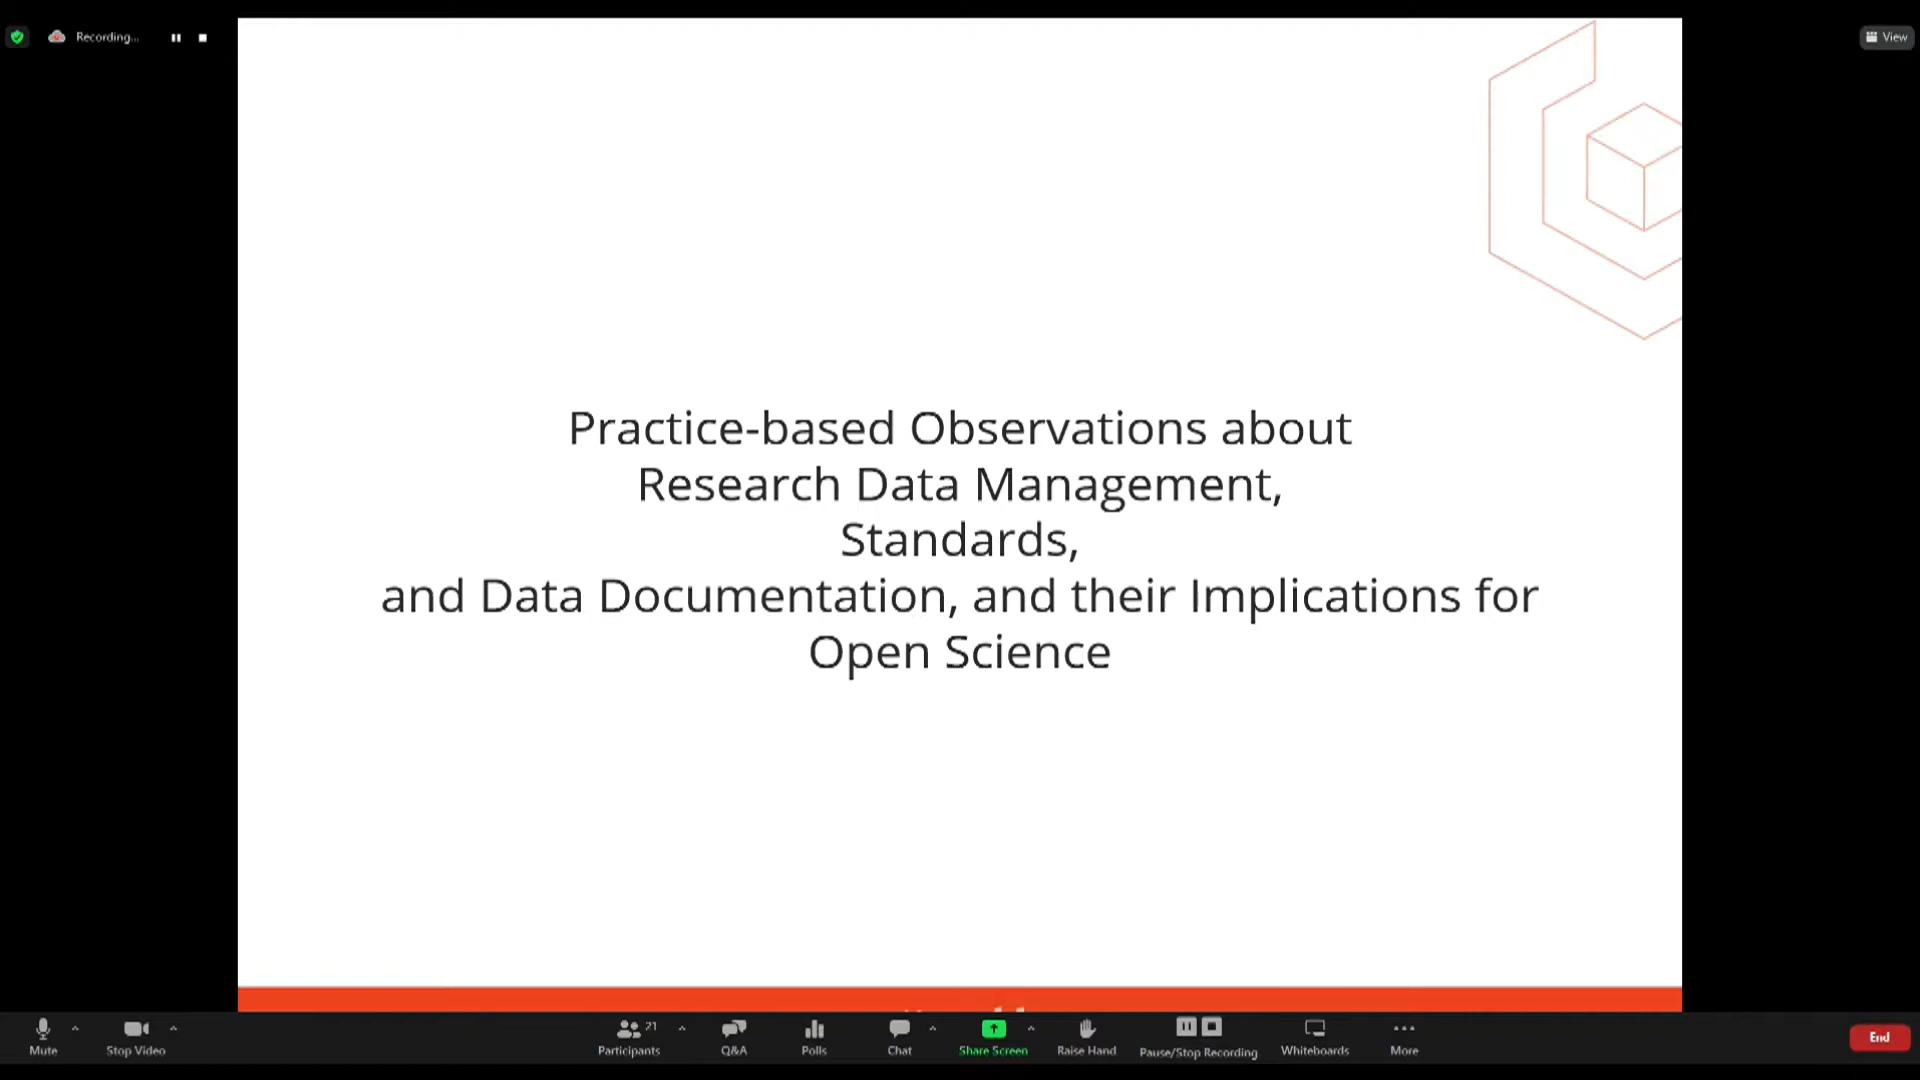 Recording...
View
Practice-based Observations about
Research Data Management,
Standards,
and Data Documentation, and their Implications for
Open Science
21
Mute
Stop Video
Participants
Q&A
Polls
Chat
Share Screen
Raise Hand
Pause/Stop Recording
Whiteboards
More
End